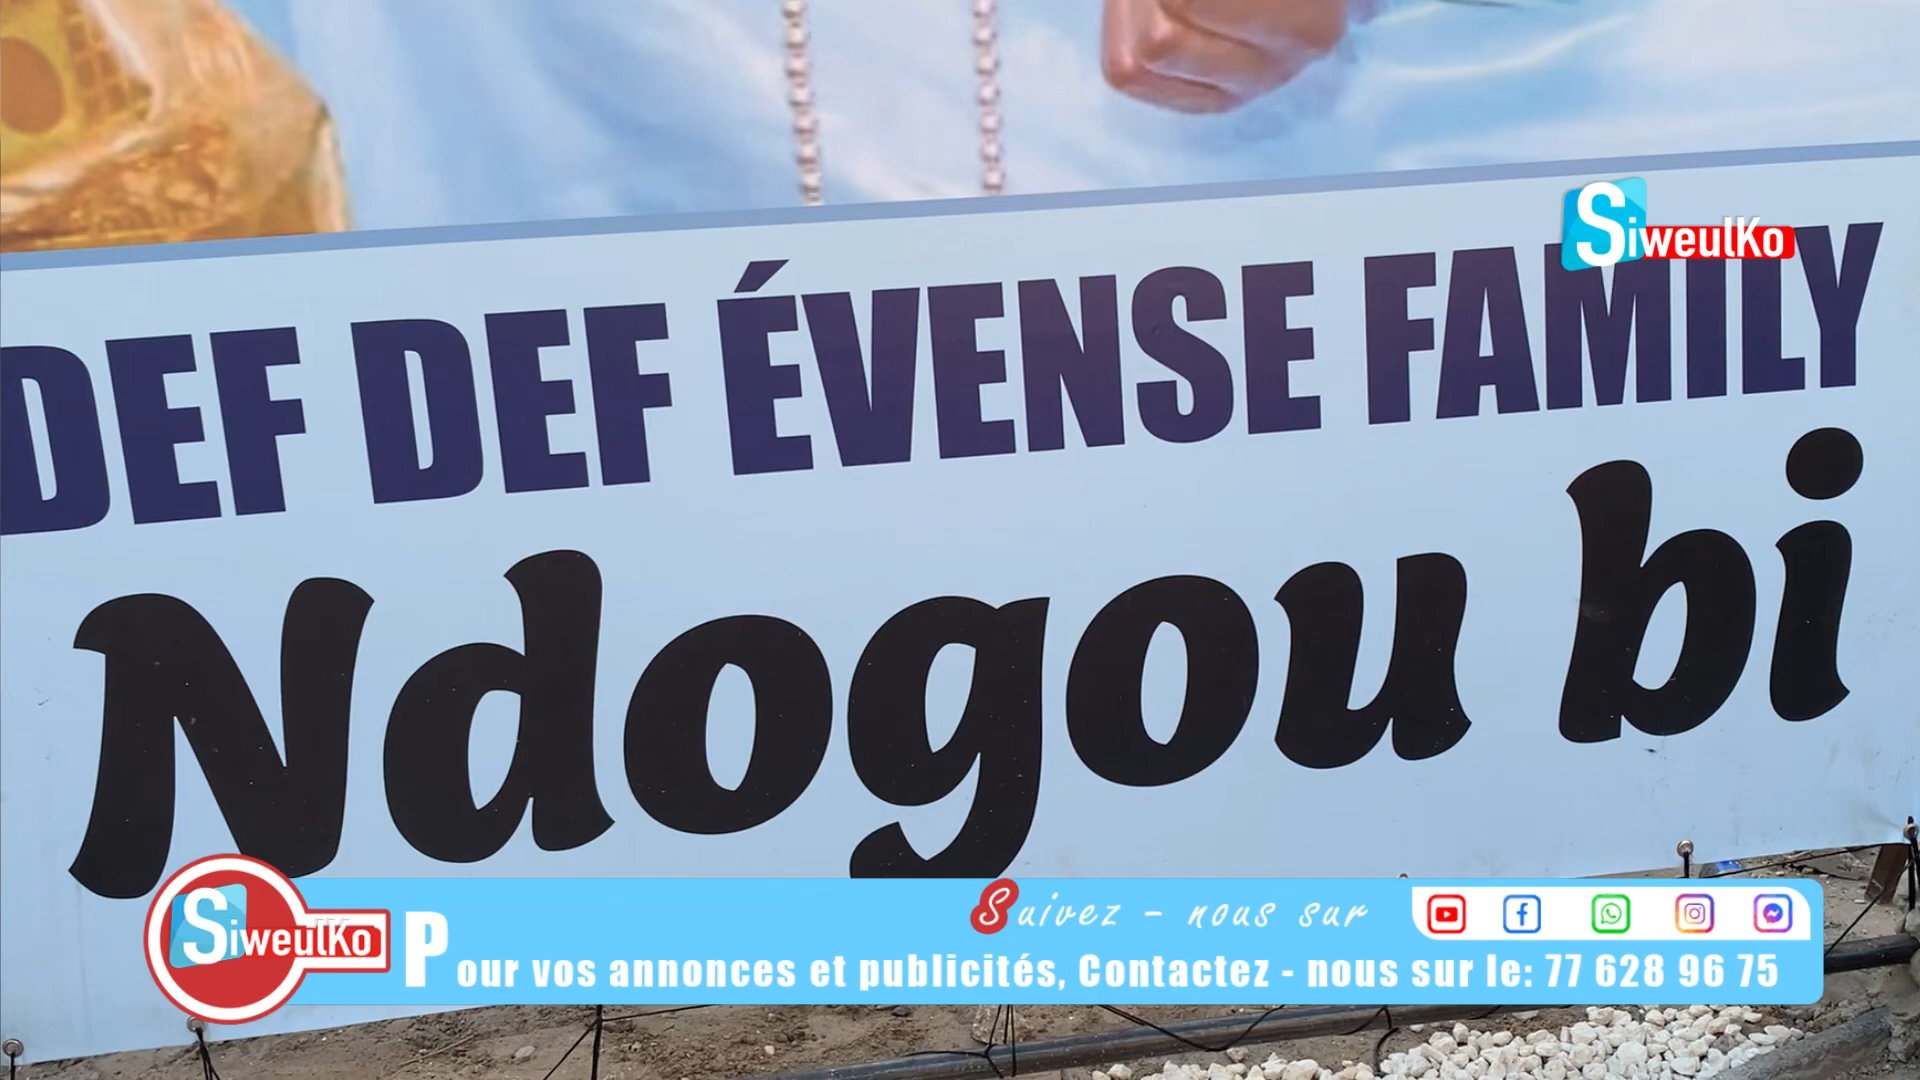 SiweulKo
DEF DEF ÉVENSE FAMILY
Ndogou bi
SiweulKo
Suivez - nous sur
Pour vos annonces et publicités, Contactez - nous sur le: 77 628 96 75